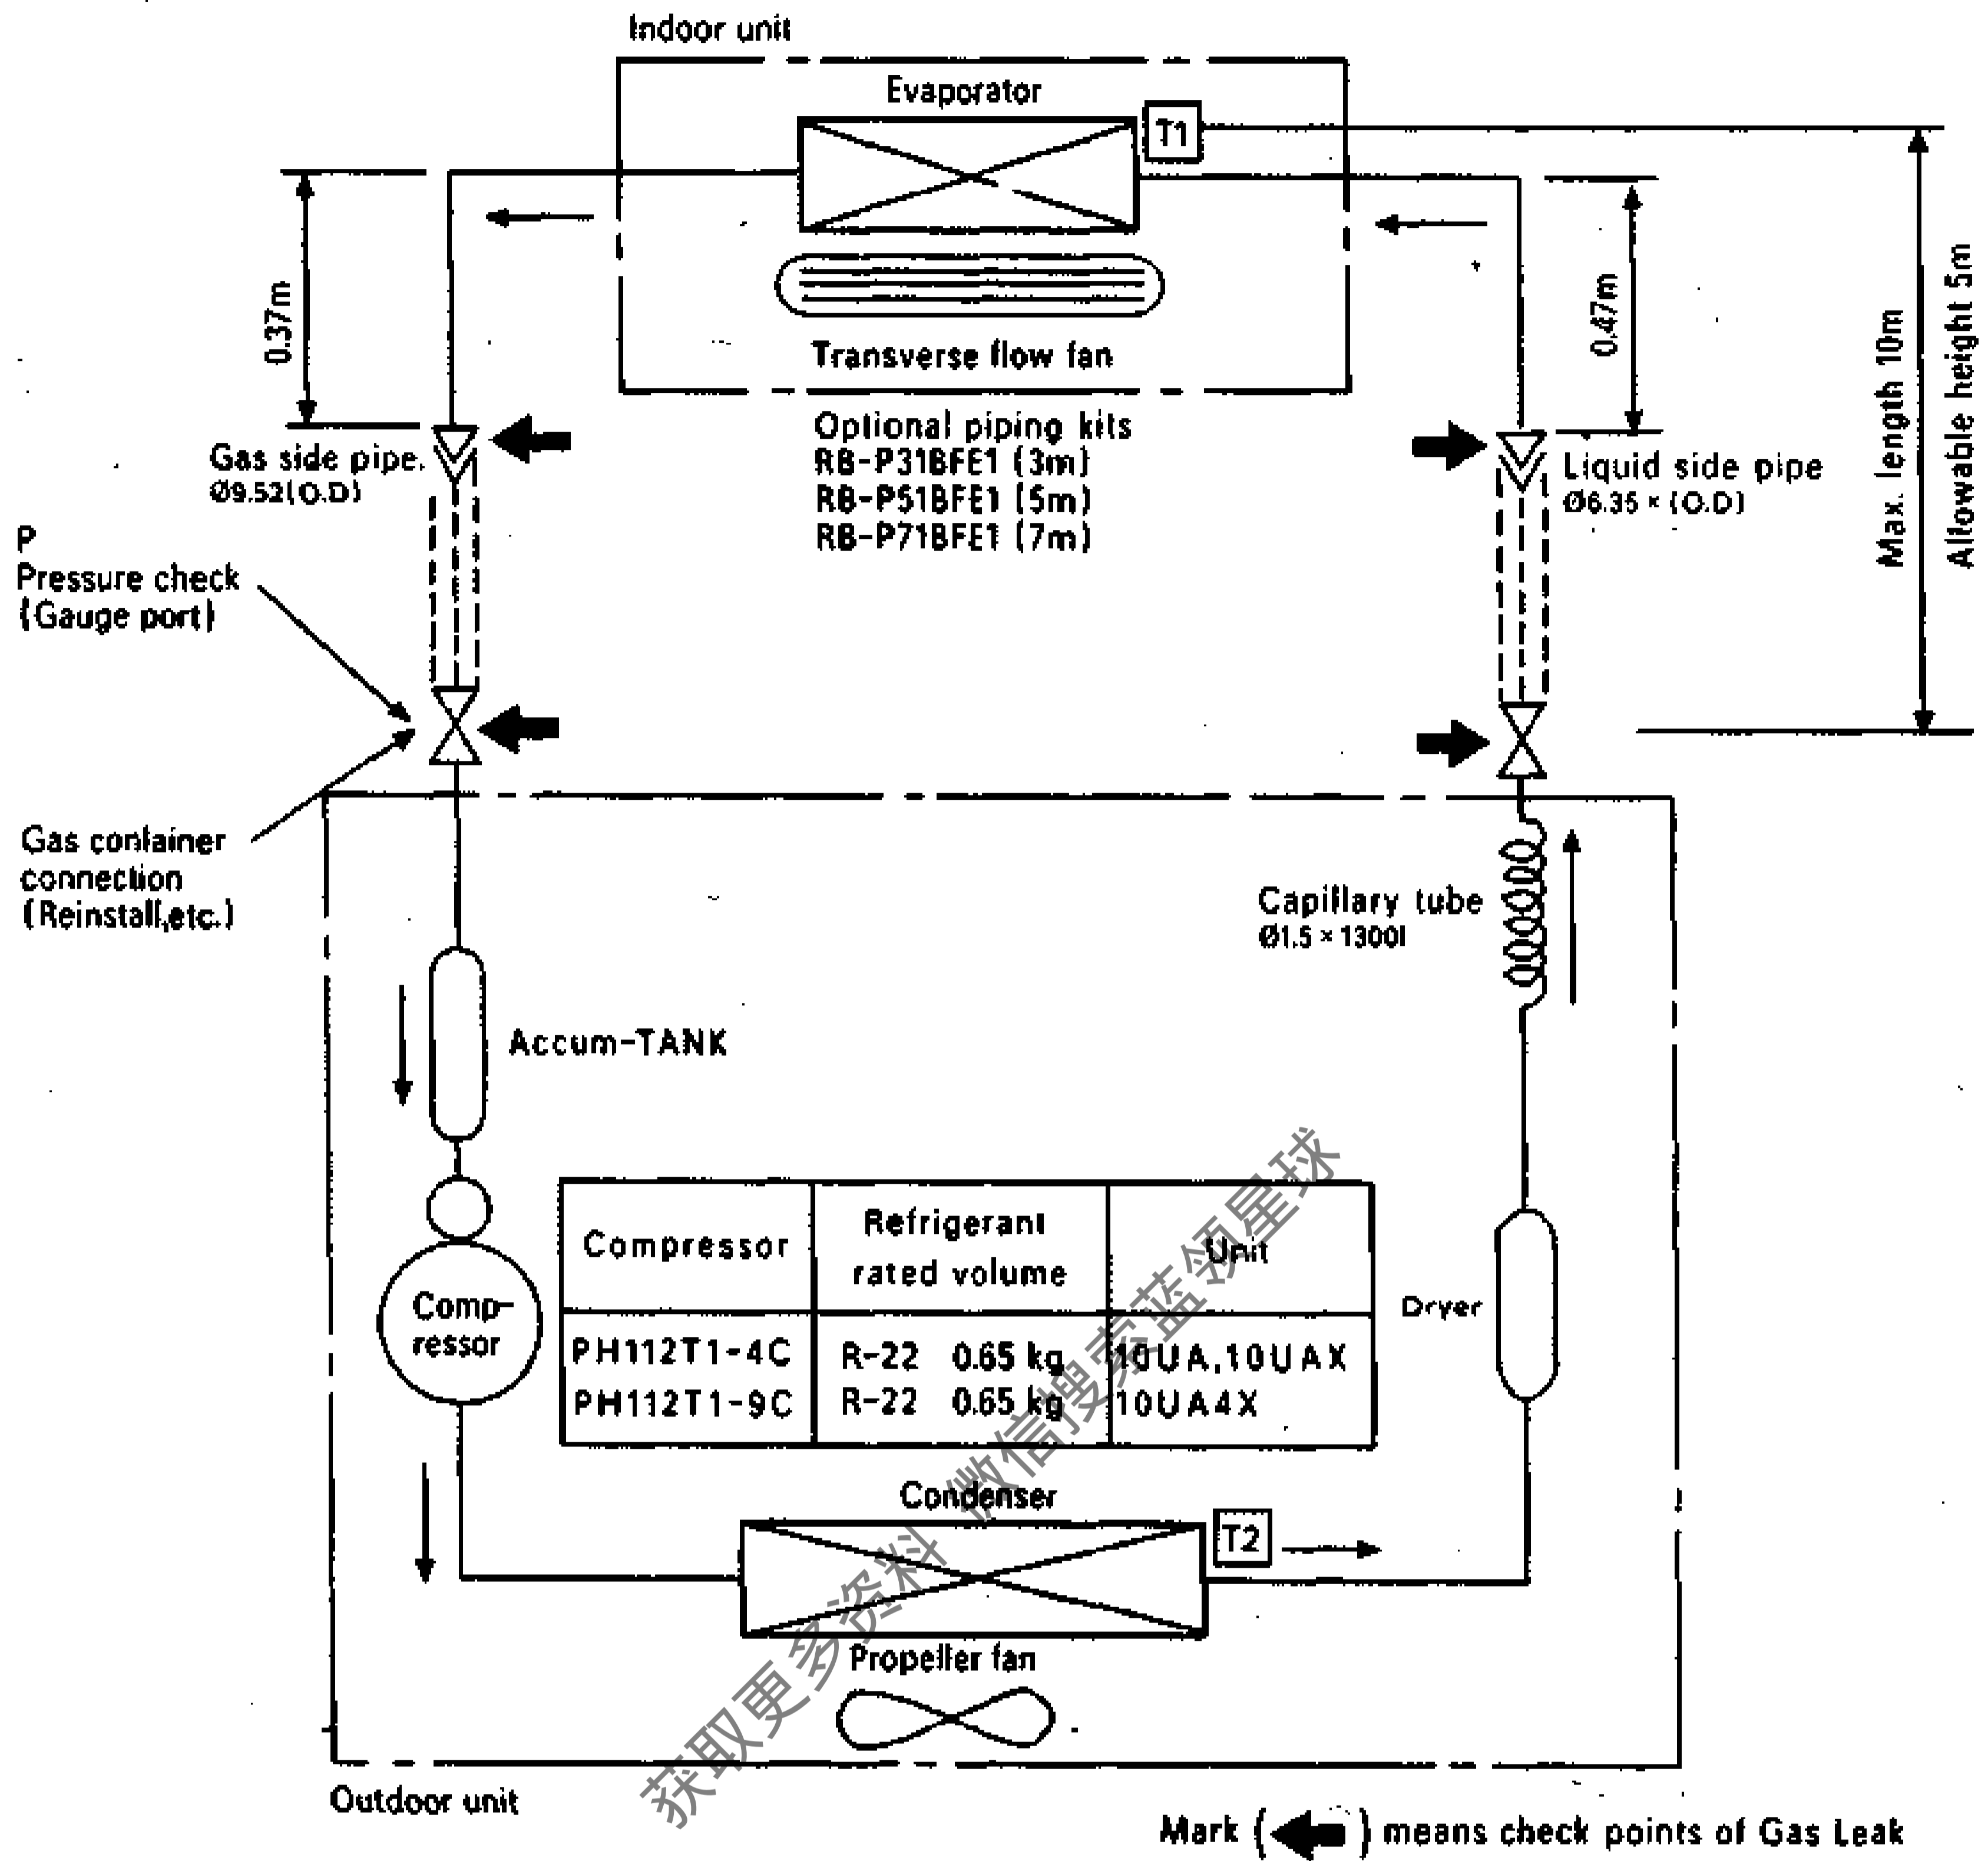 Indoor unit
Evaporator
T1
0.37m
0.47m
Max. length 10m
Allowable height 5m
Transverse flow fan
Optional piping kits
RB-P31BFE1 (3m)
RB-P51BFE1 (5m)
RB-P71BFE1 (7m)
Gas side pipe.
Ø9.52(O.D)
Liquid side pipe
Ø6.35 × (O.D)
P
Pressure check
(Gauge port)
Gas container
connection
(Reinstall,etc.)
Capillary tube
Ø1.5 × 1300l
Accum-TANK
Compressor
Refrigerant
rated volume
Unit
Comp-
ressor
Dryer
PH112T1-4C R-22 0.65 kg 10UA,10UAX
PH112T1-9C R-22 0.65 kg 10UA4X
Condenser
T2
Propeller fan
Outdoor unit
Mark ( ) means check points of Gas Leak
获取更多资料 微信搜索蓝领星球